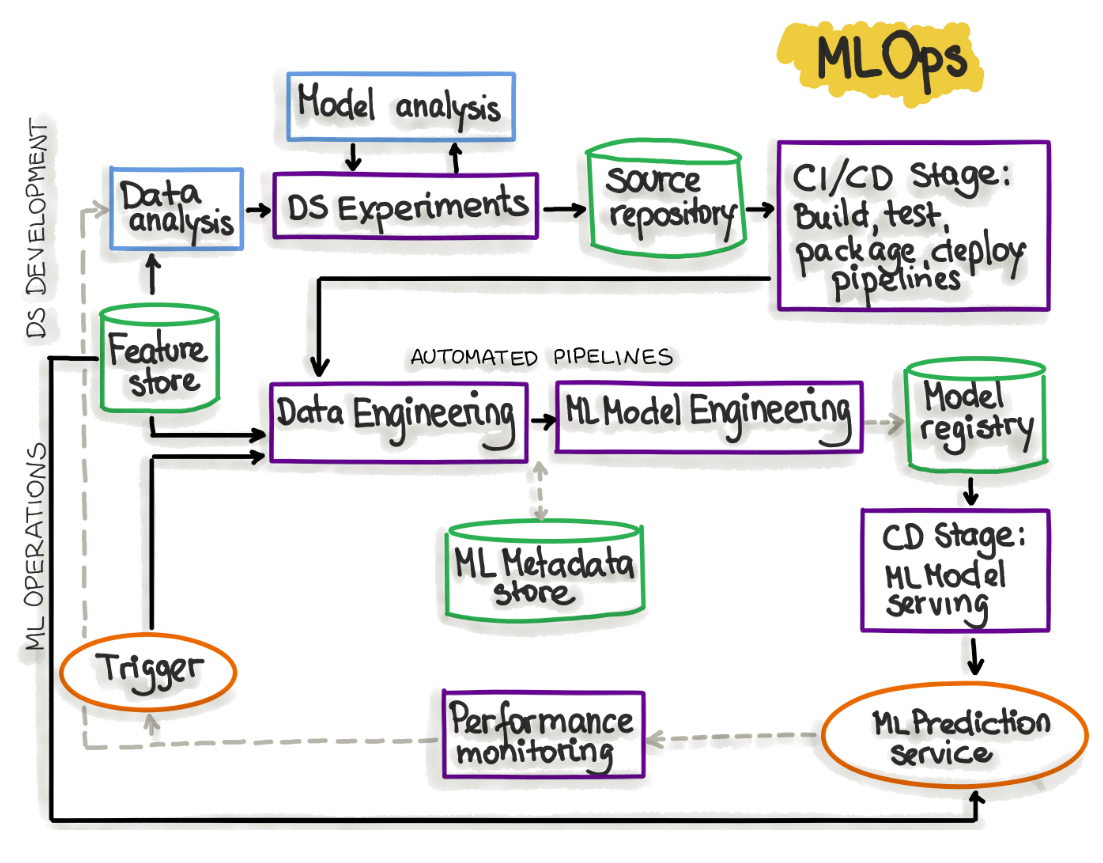 MLOps
Model analysis
Data
analysis
DS Experiments
source
repository
CI/CD Stage:
Build, test,
package, deploy
pipelines
DS DEVELOPMENT
Feature
store
AUTOMATED PIPELINES
Data Engineering
ML Model Engineering
Model
registry
ML OPERATIONS
ML Metadata
store
CD Stage:
ML Model
serving
Trigger
Performance
monitoring
ML Prediction
service